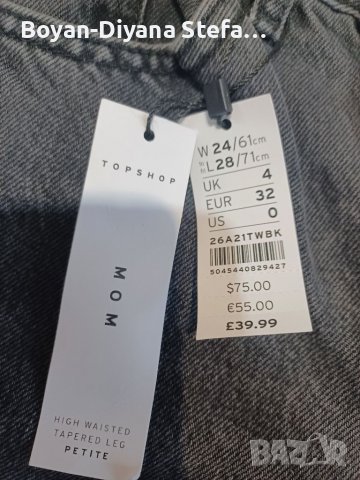 Boyan-Diyana Stefa…
TOPSHOP
MOM
HIGH WAISTED
TAPERED LEG
PETITE
W 24/61cm
L 28/71cm
UK 4
EUR 32
US 0
26A21TWBK
5045440829427
$75.00
€55.00
£39.99
BAZAR